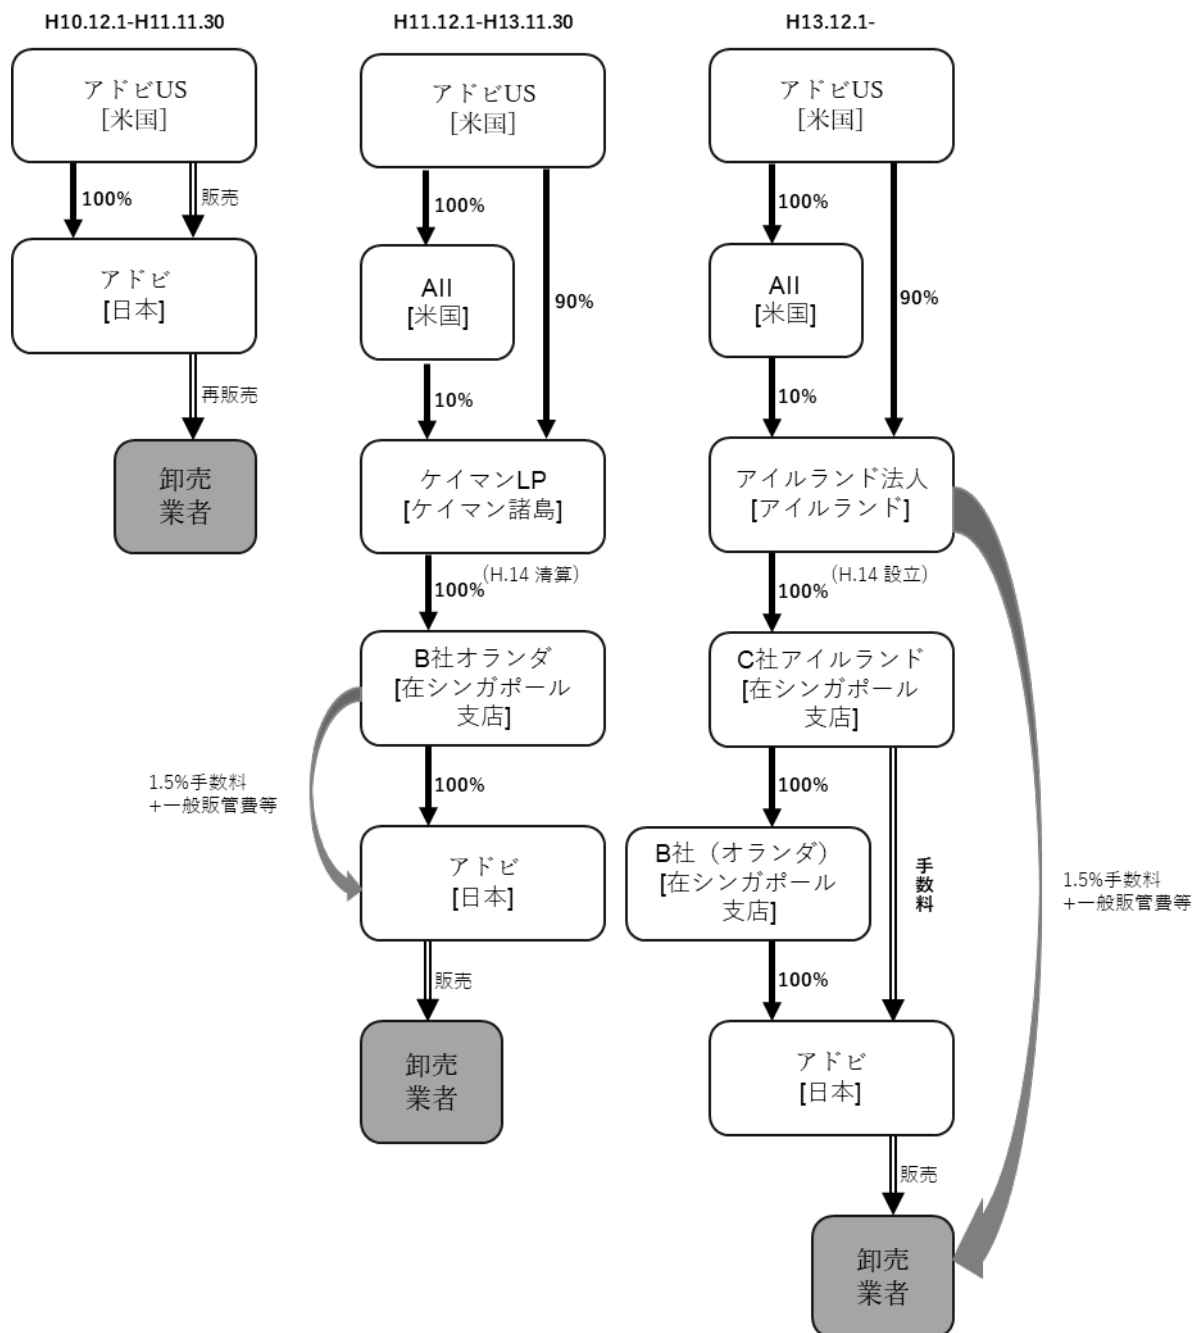 H10.12.1-H11.11.30
アドビUS
[米国]
100%
販売
アドビ
[日本]
再販売
卸売
業者
H11.12.1-H13.11.30
アドビUS
[米国]
100%
90%
AII
[米国]
10%
ケイマンLP
[ケイマン諸島]
100%
(H.14 清算)
B社オランダ
[在シンガポール
支店]
1.5%手数料
+一般販管費等
100%
アドビ
[日本]
販売
卸売
業者
H13.12.1-
アドビUS
[米国]
100%
90%
AII
[米国]
10%
アイルランド法人
[アイルランド]
100%
(H.14 設立)
C社アイルランド
[在シンガポール
支店]
100%
手数料
B社（オランダ）
[在シンガポール
支店]
1.5%手数料
+一般販管費等
100%
アドビ
[日本]
販売
卸売
業者